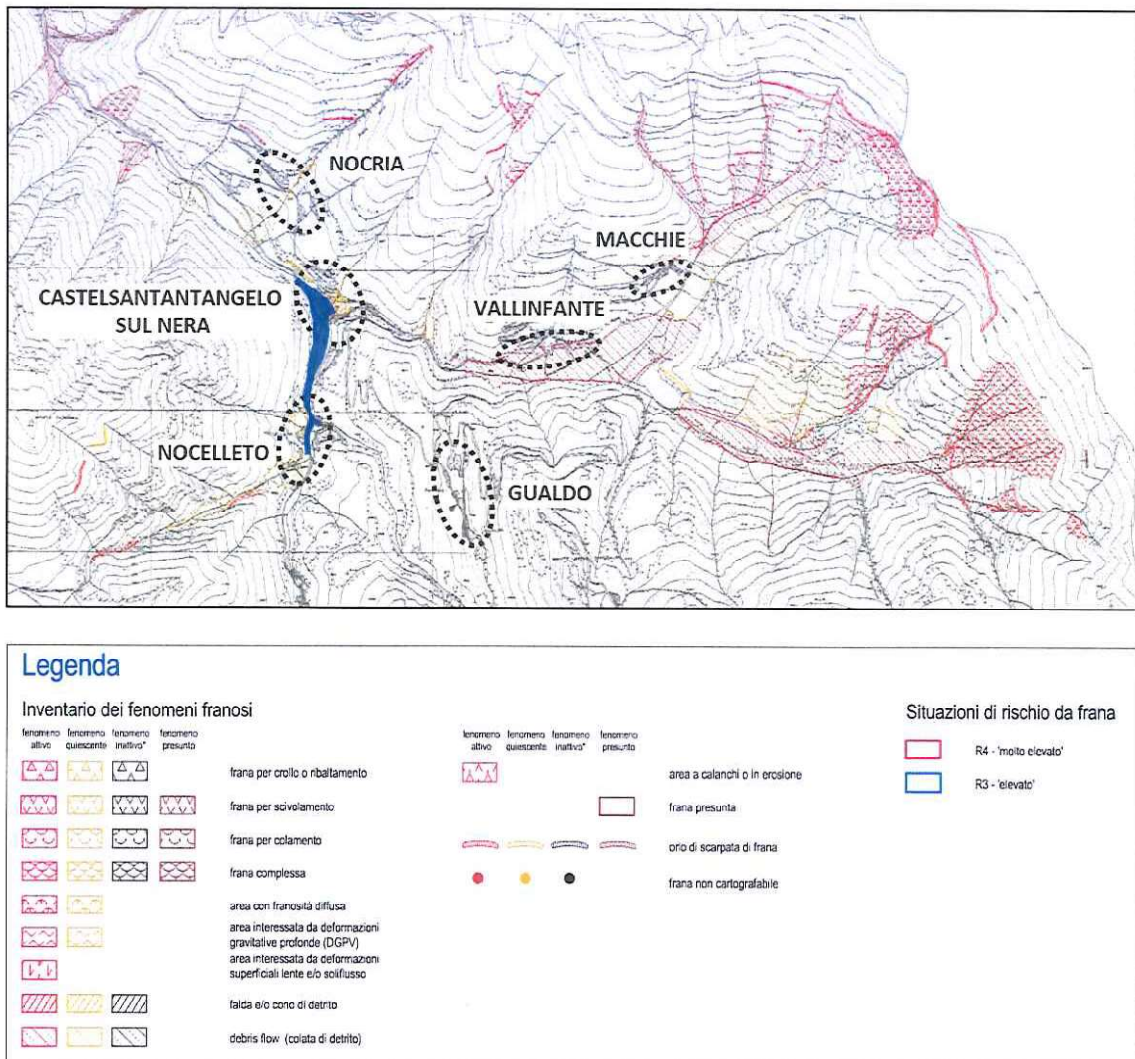 NOCRIA
MACCHIE
CASTELSANTANTANGELO
SUL NERA
VALLINFANTE
NOCELLETO
GUALDO
Legenda
Inventario dei fenomeni franosi
fenomeno attivo
fenomeno quiescente
fenomeno inattivo*
fenomeno presunto
frana per crollo o ribaltamento
frana per scivolamento
frana per colamento
frana complessa
area con franosità diffusa
area interessata da deformazioni
gravitative profonde (DGPV)
area interessata da deformazioni
superficiali lente e/o soliflusso
falda e/o cono di detrito
debris flow (colata di detrito)
fenomeno attivo
fenomeno quiescente
fenomeno inattivo*
fenomeno presunto
area a calanchi o in erosione
frana presunta
orlo di scarpata di frana
frana non cartografabile
Situazioni di rischio da frana
R4 - 'molto elevato'
R3 - 'elevato'